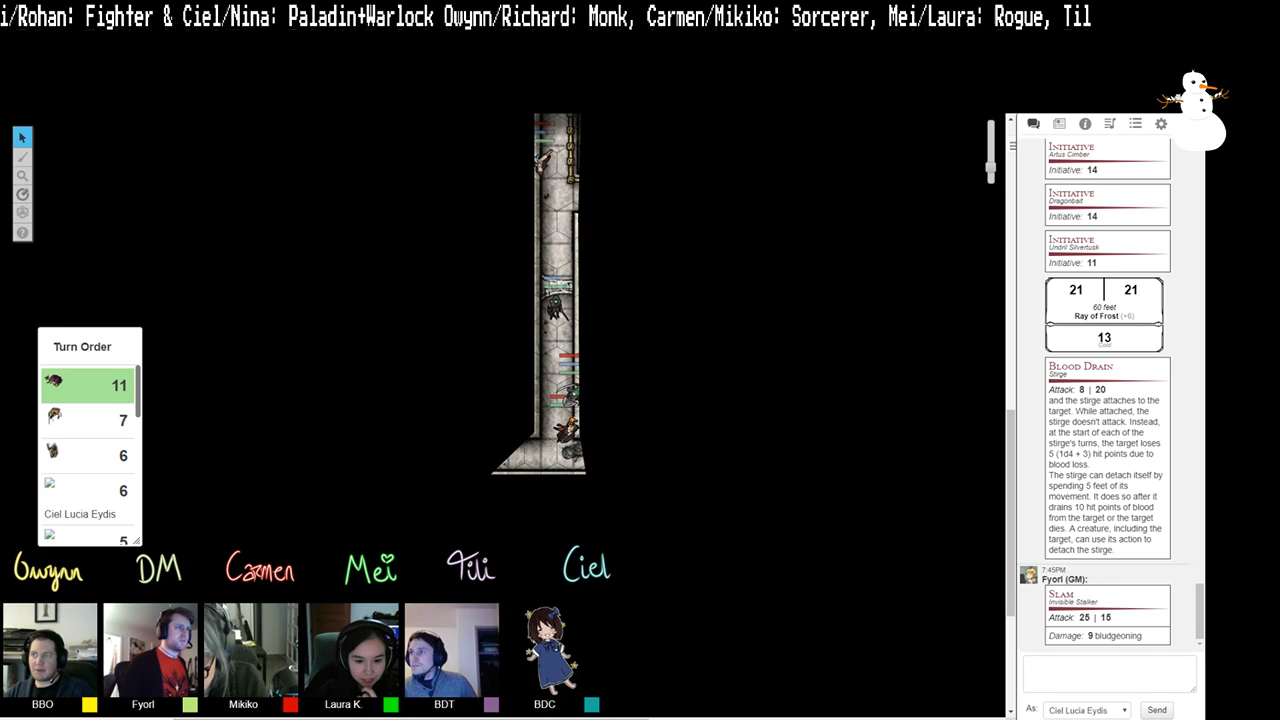 i/Rohan: Fighter & Ciel/Nina: Paladin+Warlock Owynn/Richard: Monk, Carmen/Mikiko: Sorcerer, Mei/Laura: Rogue, Til
Turn Order
11
7
6
6
Ciel Lucia Eydis
5
Owynn
DM
Carmen
Mei
Tili
Ciel
BBO
Fyorl
Mikiko
Laura K.
BDT
BDC
Initiative
Artus Cimber
Initiative: 14
Initiative
Dragonbait
Initiative: 14
Initiative
Undril Silvertusk
Initiative: 11
21 | 21
60 feet
Ray of Frost (+6)
13
Cold
Blood Drain
Stirge
Attack: 8 | 20
and the stirge attaches to the
target. While attached, the
stirge doesn't attack. Instead,
at the start of each of the
stirge's turns, the target loses
5 (1d4 + 3) hit points due to
blood loss.
The stirge can detach itself by
spending 5 feet of its
movement. It does so after it
drains 10 hit points of blood
from the target or the target
dies. A creature, including the
target, can use its action to
detach the stirge.
7:45PM
Fyorl (GM):
Slam
Invisible Stalker
Attack: 25 | 15
Damage: 9 bludgeoning
As: Ciel Lucia Eydis
Send